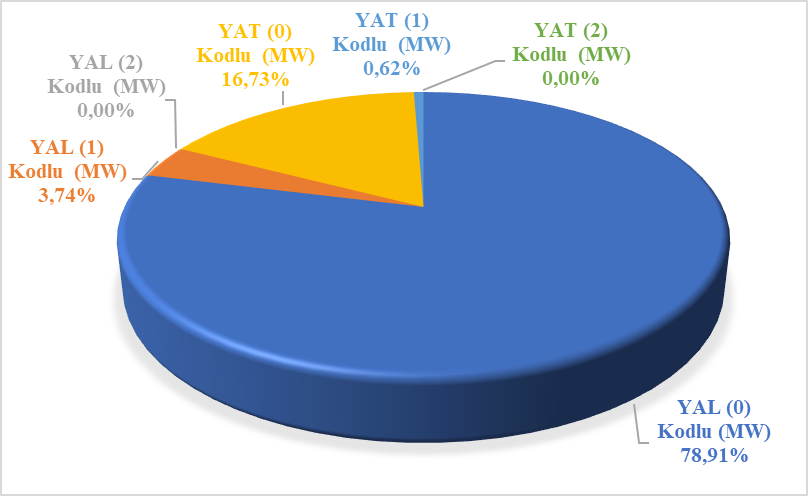 YAT (0)
Kodlu (MW)
16,73%
YAT (1)
Kodlu (MW)
0,62%
YAT (2)
Kodlu (MW)
0,00%
YAL (2)
Kodlu (MW)
0,00%
YAL (1)
Kodlu (MW)
3,74%
YAL (0)
Kodlu (MW)
78,91%